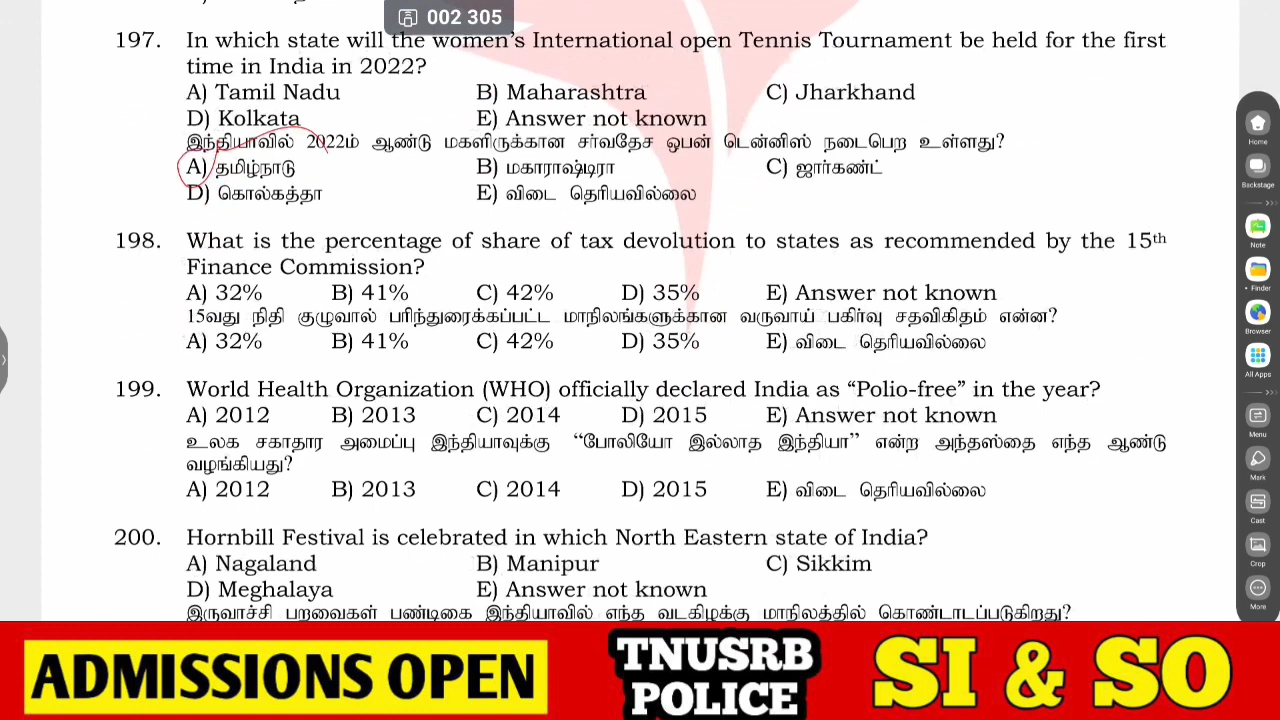 002 305
197. In which state will the women's International open Tennis Tournament be held for the first
time in India in 2022?
A) Tamil Nadu B) Maharashtra C) Jharkhand
D) Kolkata E) Answer not known
இந்தியாவில் 2022ம் ஆண்டு மகளிருக்கான சர்வதேச ஒபன் டென்னிஸ் நடைபெற உள்ளது?
A) தமிழ்நாடு B) மகாராஷ்டிரா C) ஜார்கண்ட்
D) கொல்கத்தா E) விடை தெரியவில்லை
198. What is the percentage of share of tax devolution to states as recommended by the 15th
Finance Commission?
A) 32% B) 41% C) 42% D) 35% E) Answer not known
15வது நிதி குழுவால் பரிந்துரைக்கப்பட்ட மாநிலங்களுக்கான வருவாய் பகிர்வு சதவிகிதம் என்ன?
A) 32% B) 41% C) 42% D) 35% E) விடை தெரியவில்லை
199. World Health Organization (WHO) officially declared India as “Polio-free” in the year?
A) 2012 B) 2013 C) 2014 D) 2015 E) Answer not known
உலக சுகாதார அமைப்பு இந்தியாவுக்கு “போலியோ இல்லாத இந்தியா” என்ற அந்தஸ்தை எந்த ஆண்டு
வழங்கியது?
A) 2012 B) 2013 C) 2014 D) 2015 E) விடை தெரியவில்லை
200. Hornbill Festival is celebrated in which North Eastern state of India?
A) Nagaland B) Manipur C) Sikkim
D) Meghalaya E) Answer not known
இருவாச்சி பறவைகள் பண்டிகை இந்தியாவில் எந்த வடகிழக்கு மாநிலத்தில் கொண்டாடப்படுகிறது?
Home
Backstage
Note
Finder
Browser
All Apps
Menu
Mark
Cast
Crop
More
ADMISSIONS OPEN TNUSRB POLICE SI & SO